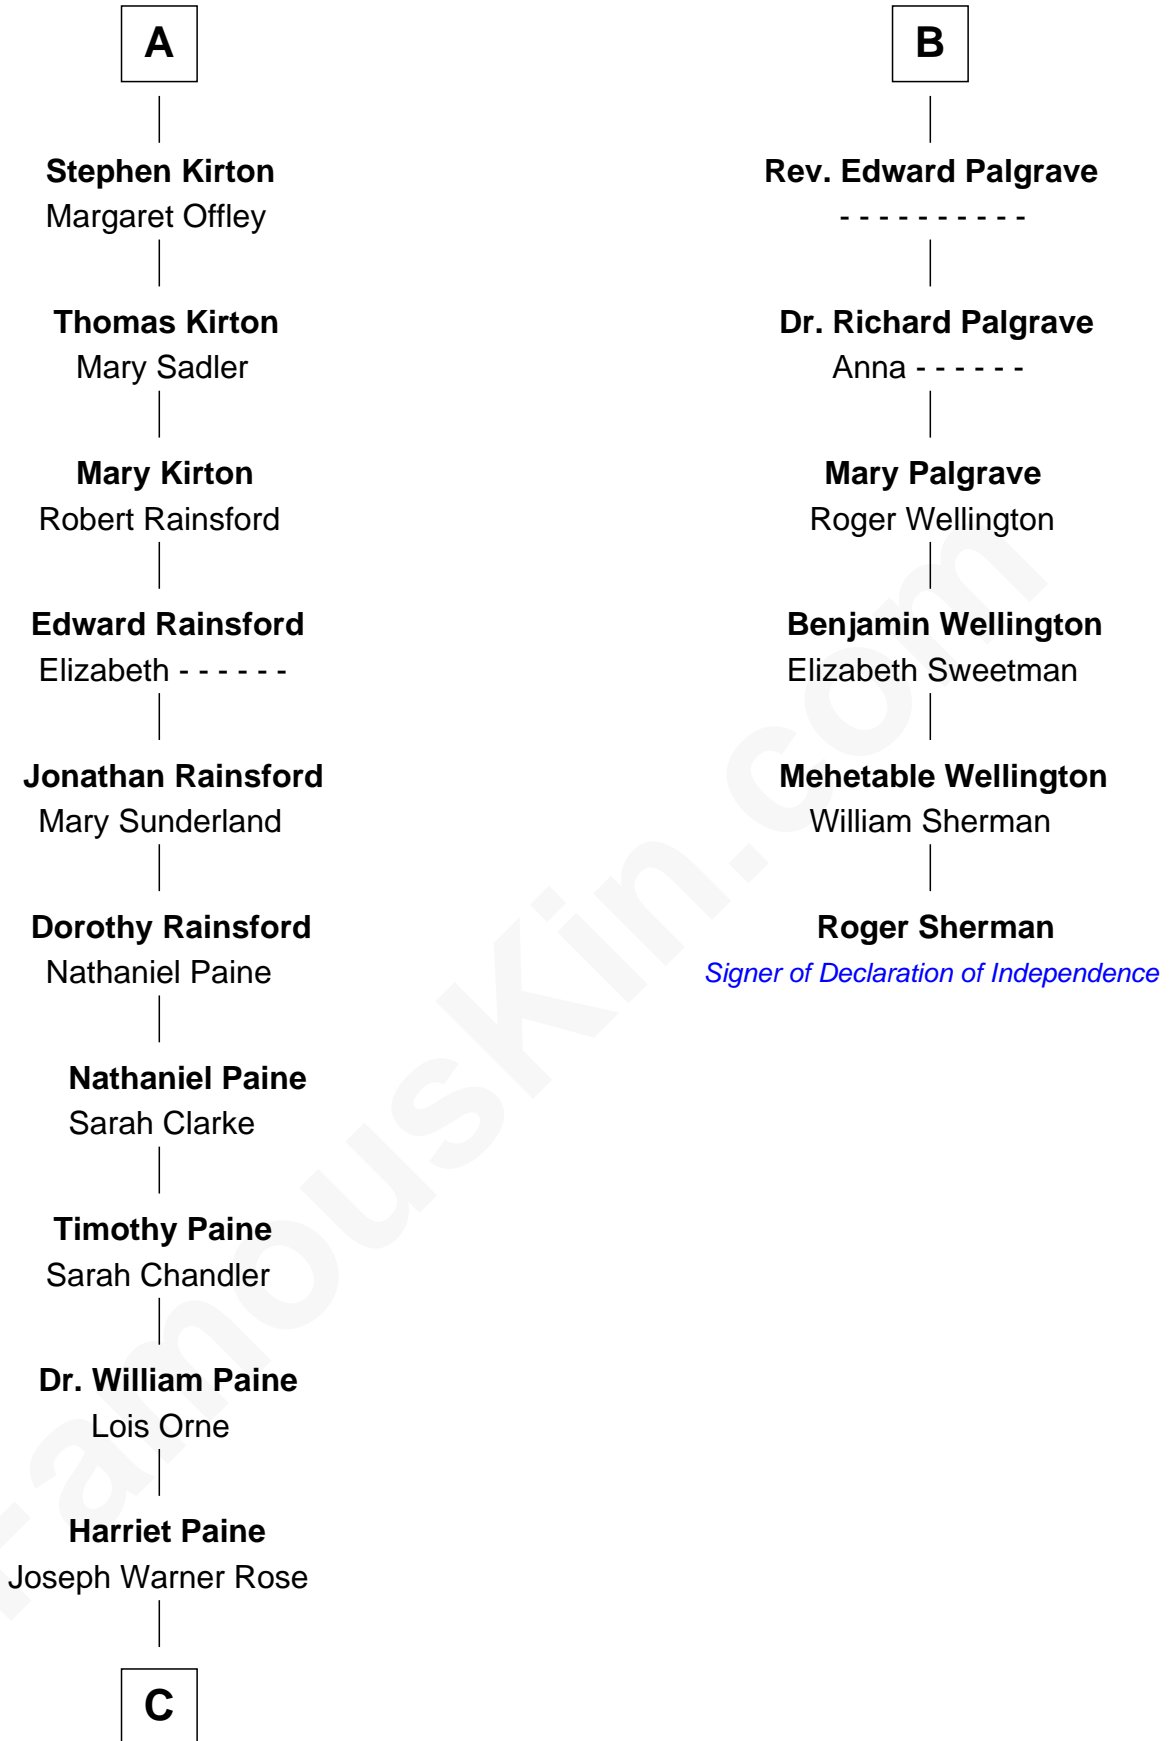 A
Stephen Kirton
Margaret Offley
Thomas Kirton
Mary Sadler
Mary Kirton
Robert Rainsford
Edward Rainsford
Elizabeth - - - - - -
Jonathan Rainsford
Mary Sunderland
Dorothy Rainsford
Nathaniel Paine
Nathaniel Paine
Sarah Clarke
Timothy Paine
Sarah Chandler
Dr. William Paine
Lois Orne
Harriet Paine
Joseph Warner Rose
C
B
Rev. Edward Palgrave
- - - - - - - - - -
Dr. Richard Palgrave
Anna - - - - - -
Mary Palgrave
Roger Wellington
Benjamin Wellington
Elizabeth Sweetman
Mehetable Wellington
William Sherman
Roger Sherman
Signer of Declaration of Independence
FamousKin.com